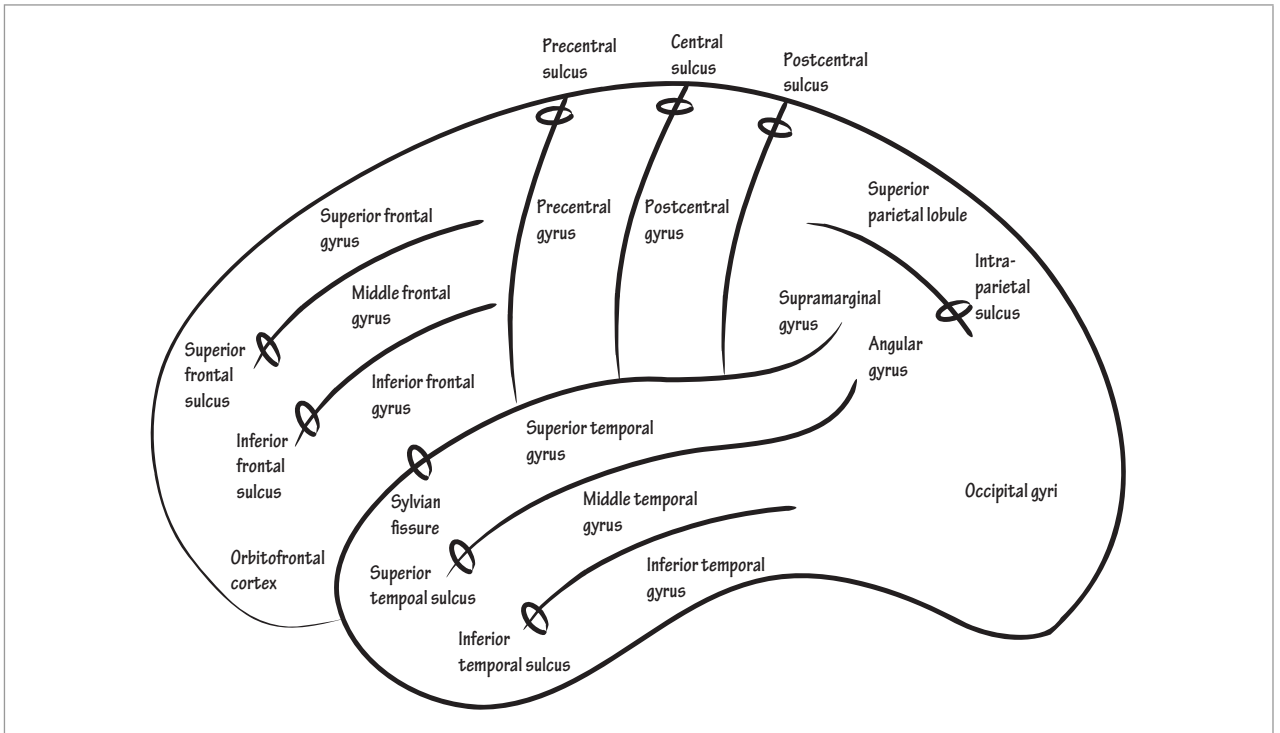 Precentral
sulcus
Central
sulcus
Postcentral
sulcus
Superior frontal
gyrus
Precentral
gyrus
Postcentral
gyrus
Superior
parietal lobule
Intra-
parietal
sulcus
Middle frontal
gyrus
Supramarginal
gyrus
Angular
gyrus
Superior
frontal
sulcus
Inferior frontal
gyrus
Inferior
frontal
sulcus
Superior temporal
gyrus
Sylvian
fissure
Middle temporal
gyrus
Occipital gyri
Orbitofrontal
cortex
Superior
tempoal sulcus
Inferior temporal
gyrus
Inferior
temporal sulcus